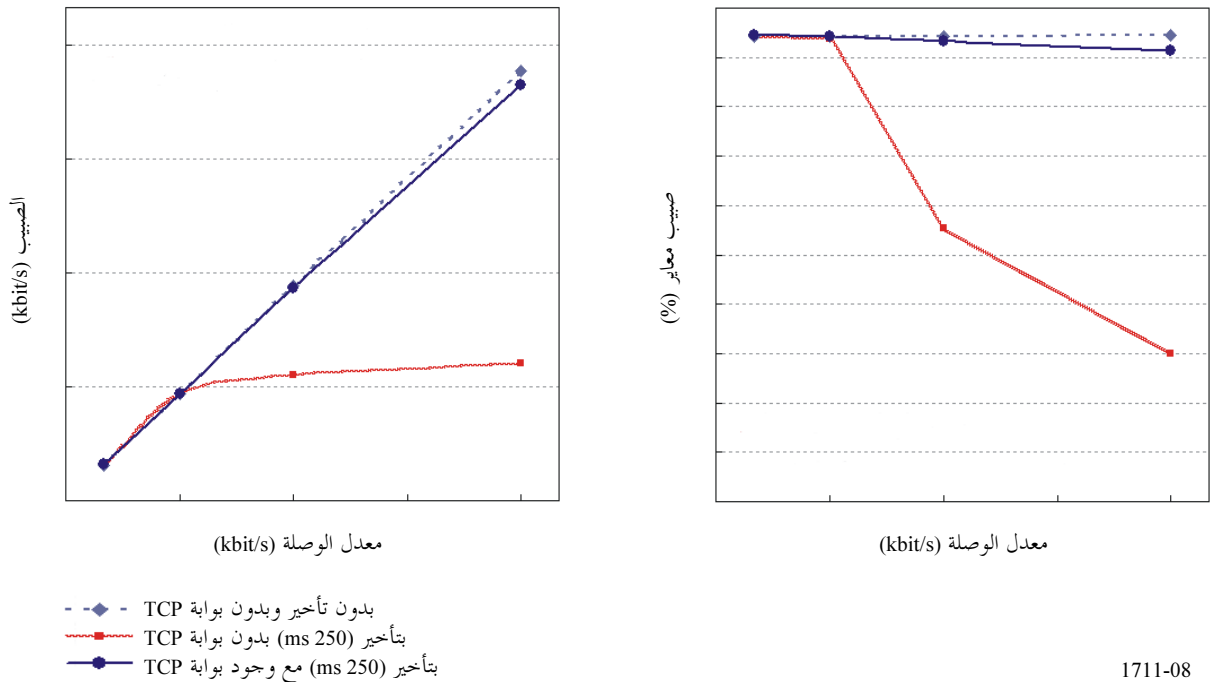 الصبيب (kbit/s)
معدل الوصلة (kbit/s)
صبيب معاير (%)
معدل الوصلة (kbit/s)
بدون تأخير وبدون بوابة TCP
بتأخير (250 ms) بدون بوابة TCP
بتأخير (250 ms) مع وجود بوابة TCP
1711-08